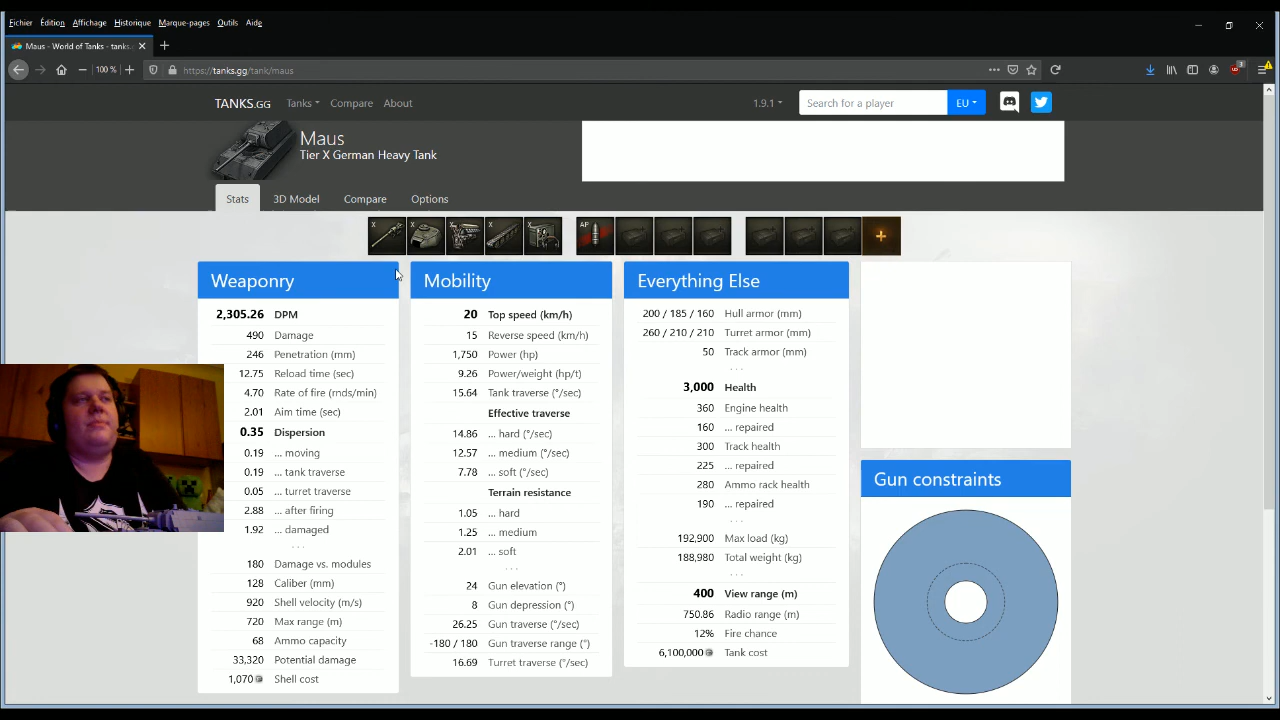 Fichier Édition Affichage Historique Marque-pages Outils Aide
Maus - World of Tanks - tanks.
100 %
https://tanks.gg/tank/maus
3
TANKS.GG Tanks Compare About 1.9.1 Search for a player EU
Maus
Tier X German Heavy Tank
Stats 3D Model Compare Options
X X X X X AP +
Weaponry
2,305.26 DPM
490 Damage
246 Penetration (mm)
12.75 Reload time (sec)
4.70 Rate of fire (rnds/min)
2.01 Aim time (sec)
0.35 Dispersion
0.19 ... moving
0.19 ... tank traverse
0.05 ... turret traverse
2.88 ... after firing
1.92 ... damaged
...
180 Damage vs. modules
128 Caliber (mm)
920 Shell velocity (m/s)
720 Max range (m)
68 Ammo capacity
33,320 Potential damage
1,070 Shell cost
Mobility
20 Top speed (km/h)
15 Reverse speed (km/h)
1,750 Power (hp)
9.26 Power/weight (hp/t)
15.64 Tank traverse (°/sec)
Effective traverse
14.86 ... hard (°/sec)
12.57 ... medium (°/sec)
7.78 ... soft (°/sec)
Terrain resistance
1.05 ... hard
1.25 ... medium
2.01 ... soft
...
24 Gun elevation (°)
8 Gun depression (°)
26.25 Gun traverse (°/sec)
-180 / 180 Gun traverse range (°)
16.69 Turret traverse (°/sec)
Everything Else
200 / 185 / 160 Hull armor (mm)
260 / 210 / 210 Turret armor (mm)
50 Track armor (mm)
...
3,000 Health
360 Engine health
160 ... repaired
300 Track health
225 ... repaired
280 Ammo rack health
190 ... repaired
...
192,900 Max load (kg)
188,980 Total weight (kg)
...
400 View range (m)
750.86 Radio range (m)
12% Fire chance
6,100,000 Tank cost
Gun constraints